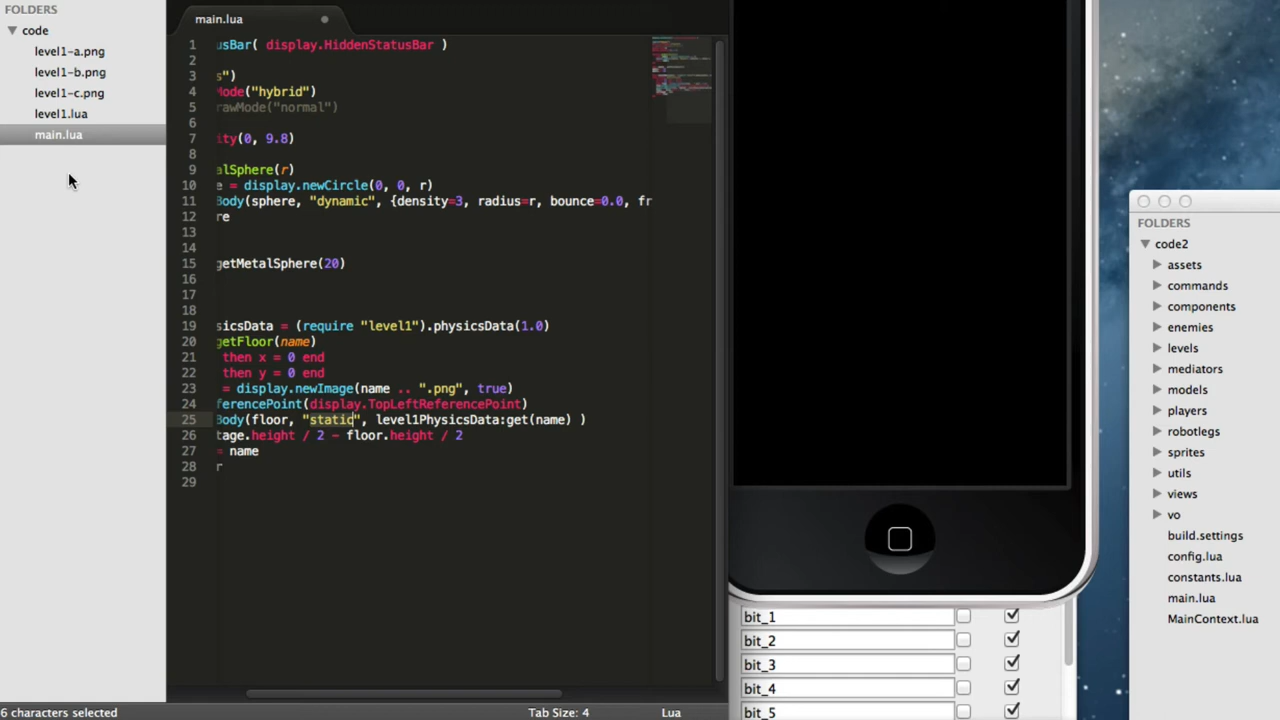 FOLDERS
code
level1-a.png
level1-b.png
level1-c.png
level1.lua
main.lua
main.lua
1 usBar( display.HiddenStatusBar )
2
3 s")
4 Mode("hybrid")
5 rawMode("normal")
6
7 ity(0, 9.8)
8
9 alSphere(r)
10 e = display.newCircle(0, 0, r)
11 Body(sphere, "dynamic", {density=3, radius=r, bounce=0.0, fr
12 re
13
14
15 getMetalSphere(20)
16
17
18
19 sicsData = (require "level1").physicsData(1.0)
20 getFloor(name)
21 then x = 0 end
22 then y = 0 end
23 = display.newImage(name .. ".png", true)
24 ferencePoint(display.TopLeftReferencePoint)
25 Body(floor, "static", level1PhysicsData:get(name) )
26 tage.height / 2 - floor.height / 2
27 = name
28 r
29
6 characters selected
Tab Size: 4
Lua
bit_1
bit_2
bit_3
bit_4
bit_5
FOLDERS
code2
assets
commands
components
enemies
levels
mediators
models
players
robotlegs
sprites
utils
views
vo
build.settings
config.lua
constants.lua
main.lua
MainContext.lua